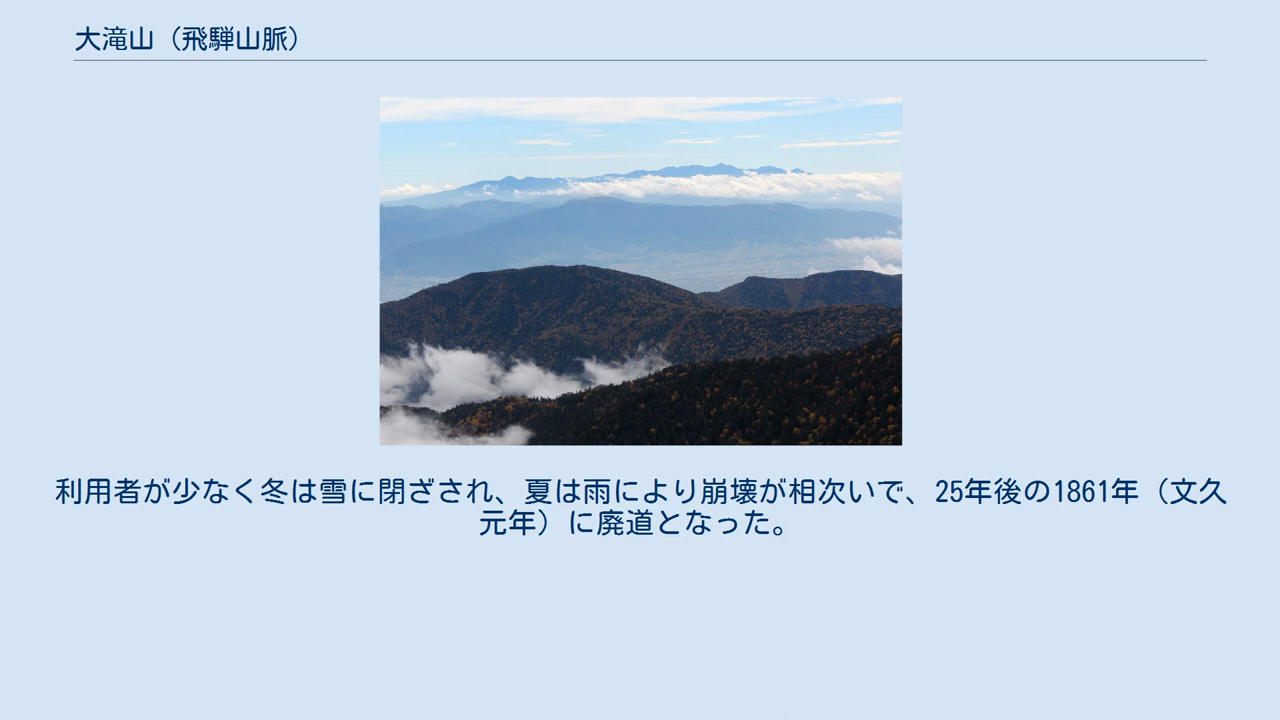 大滝山（飛騨山脈）
利用者が少なく冬は雪に閉ざされ、夏は雨により崩壊が相次いで、25年後の1861年（文久
元年）に廃道となった。